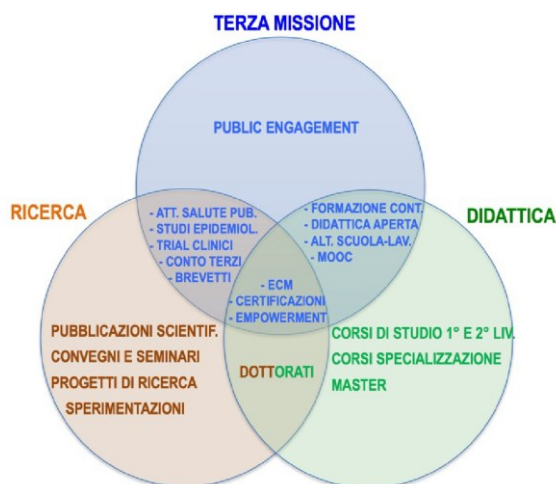 TERZA MISSIONE
PUBLIC ENGAGEMENT
RICERCA
DIDATTICA
- ATT. SALUTE PUB.
- STUDI EPIDEMIOL.
- TRIAL CLINICI
- CONTO TERZI
- BREVETTI
- FORMAZIONE CONT.
- DIDATTICA APERTA
- ALT. SCUOLA-LAV.
- MOOC
- ECM
- CERTIFICAZIONI
- EMPOWERMENT
PUBBLICAZIONI SCIENTIF.
CONVEGNI E SEMINARI
PROGETTI DI RICERCA
SPERIMENTAZIONI
DOTTORATI
CORSI DI STUDIO 1° E 2° LIV.
CORSI SPECIALIZZAZIONE
MASTER